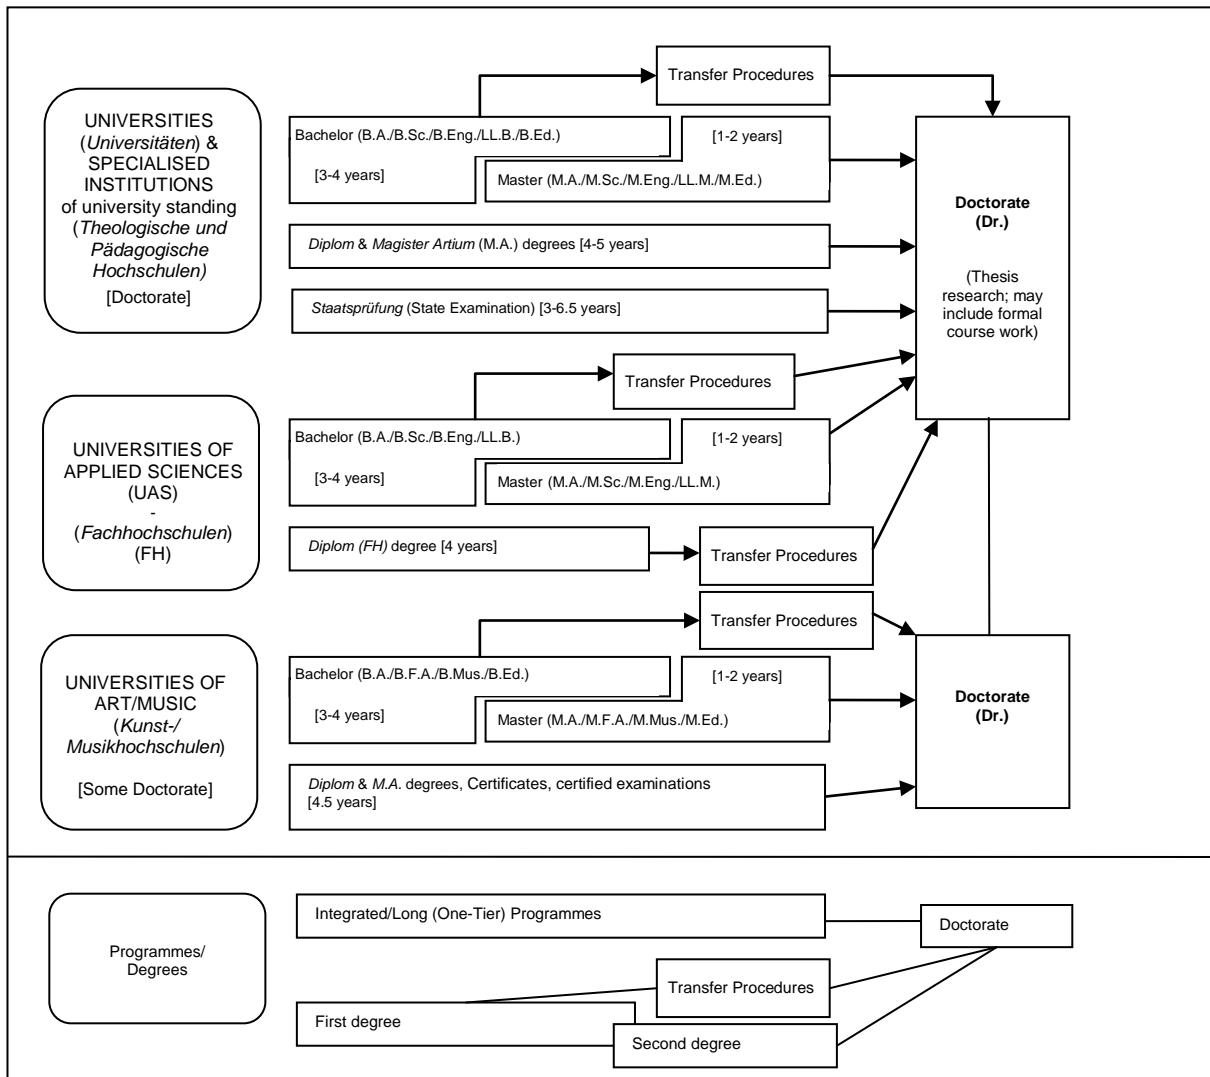 Transfer Procedures
UNIVERSITIES
(Universitäten) &
SPECIALISED
INSTITUTIONS
of university standing
(Theologische und
Pädagogische
Hochschulen)
[Doctorate]
Bachelor (B.A./B.Sc./B.Eng./LL.B./B.Ed.)
[3-4 years]
[1-2 years]
Master (M.A./M.Sc./M.Eng./LL.M./M.Ed.)
Diplom & Magister Artium (M.A.) degrees [4-5 years]
Staatsprüfung (State Examination) [3-6.5 years]
Doctorate
(Dr.)
(Thesis
research; may
include formal
course work)
Transfer Procedures
UNIVERSITIES OF
APPLIED SCIENCES
(UAS)
-
(Fachhochschulen)
(FH)
Bachelor (B.A./B.Sc./B.Eng./LL.B.)
[3-4 years]
[1-2 years]
Master (M.A./M.Sc./M.Eng./LL.M.)
Diplom (FH) degree [4 years]
Transfer Procedures
Transfer Procedures
UNIVERSITIES OF
ART/MUSIC
(Kunst-/
Musikhochschulen)
[Some Doctorate]
Bachelor (B.A./B.F.A./B.Mus./B.Ed.)
[3-4 years]
[1-2 years]
Master (M.A./M.F.A./M.Mus./M.Ed.)
Diplom & M.A. degrees, Certificates, certified examinations
[4.5 years]
Doctorate
(Dr.)
Programmes/
Degrees
Integrated/Long (One-Tier) Programmes
Doctorate
Transfer Procedures
First degree
Second degree